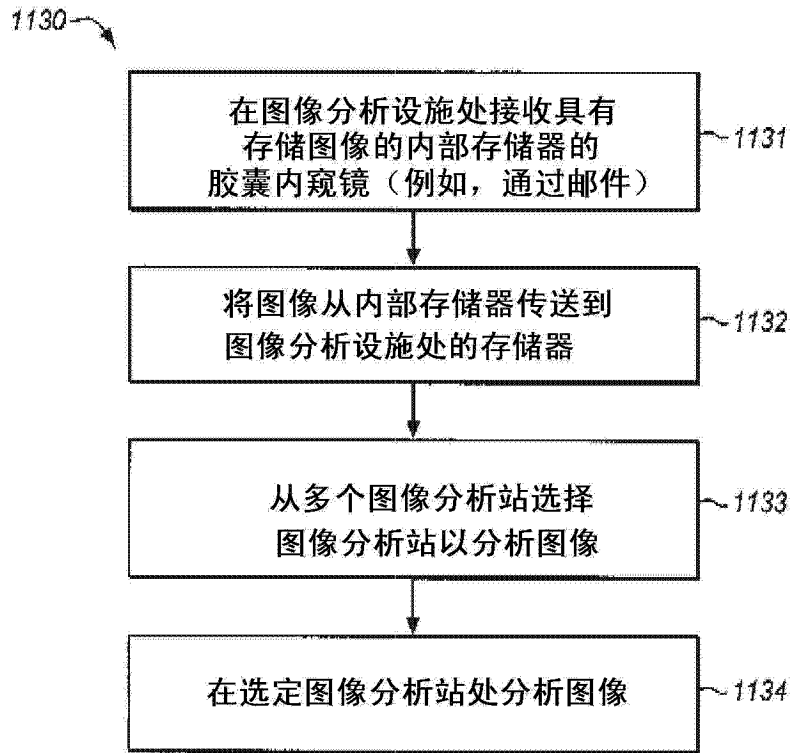 1130
在图像分析设施处接收具有
存储图像的内部存储器的
胶囊内窥镜（例如，通过邮件）
1131
将图像从内部存储器传送到
图像分析设施处的存储器
1132
从多个图像分析站选择
图像分析站以分析图像
1133
在选定图像分析站处分析图像
1134